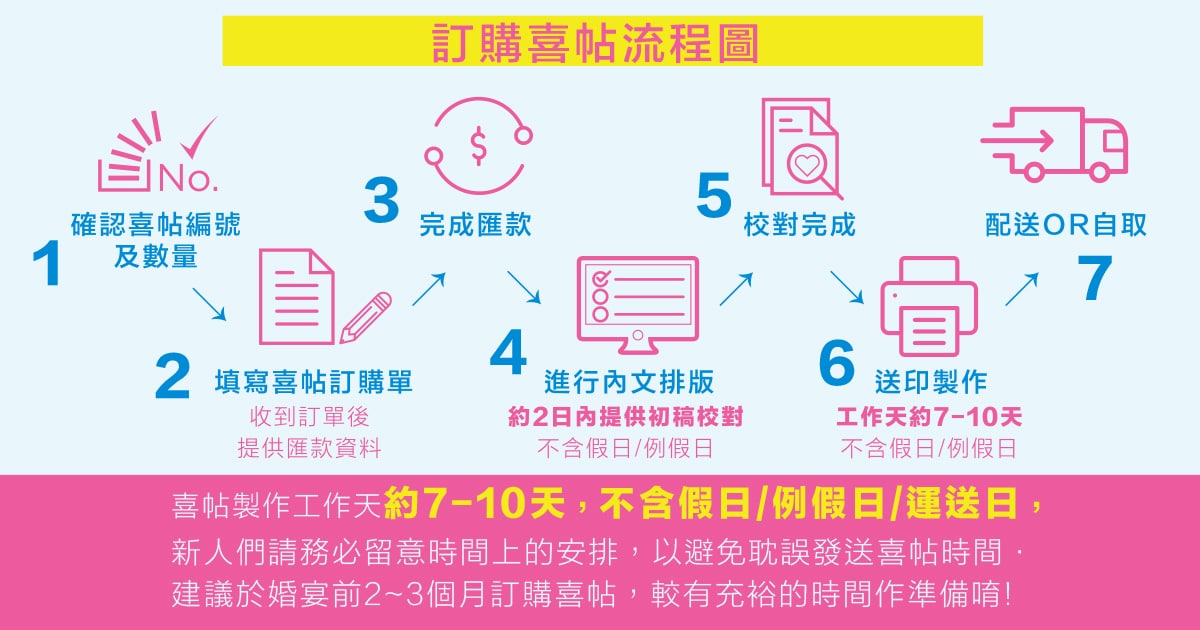 訂購喜帖流程圖
No.
1
確認喜帖編號
及數量
2
填寫喜帖訂購單
收到訂單後
提供匯款資料
3
$
完成匯款
4
進行內文排版
約2日內提供初稿校對
不含假日/例假日
5
校對完成
6
送印製作
工作天約7-10天
不含假日/例假日
配送OR自取
7
喜帖製作工作天約7-10天，不含假日/例假日/運送日，
新人們請務必留意時間上的安排，以避免耽誤發送喜帖時間．
建議於婚宴前2~3個月訂購喜帖，較有充裕的時間作準備唷!